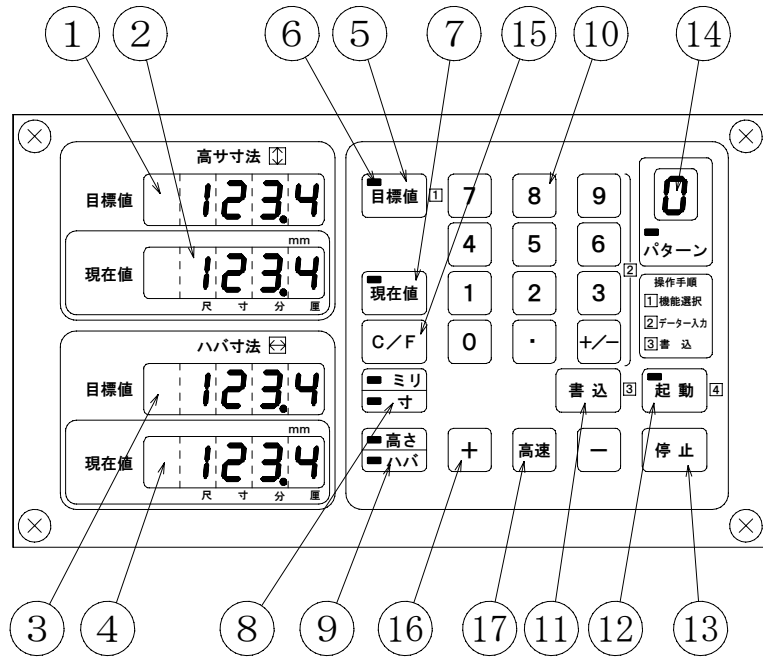 ① ② ⑥ ⑤ ⑦ ⑮ ⑩ ⑭
高サ寸法 ↕
目標値 123.4
mm
現在値 123.4
尺 寸 分 厘
ハバ寸法 ↔
目標値 123.4
mm
現在値 123.4
尺 寸 分 厘
目標値 1 7 8 9
4 5 6
現在値 1 2 3
2
C/F 0 · +/−
ミリ
寸
書込 3 起動 4
高さ
ハバ
+ 高速 − 停止
0
パターン
操作手順
1 機能選択
2 データー入力
3 書込
③ ④ ⑧ ⑨ ⑯ ⑰ ⑪ ⑫ ⑬